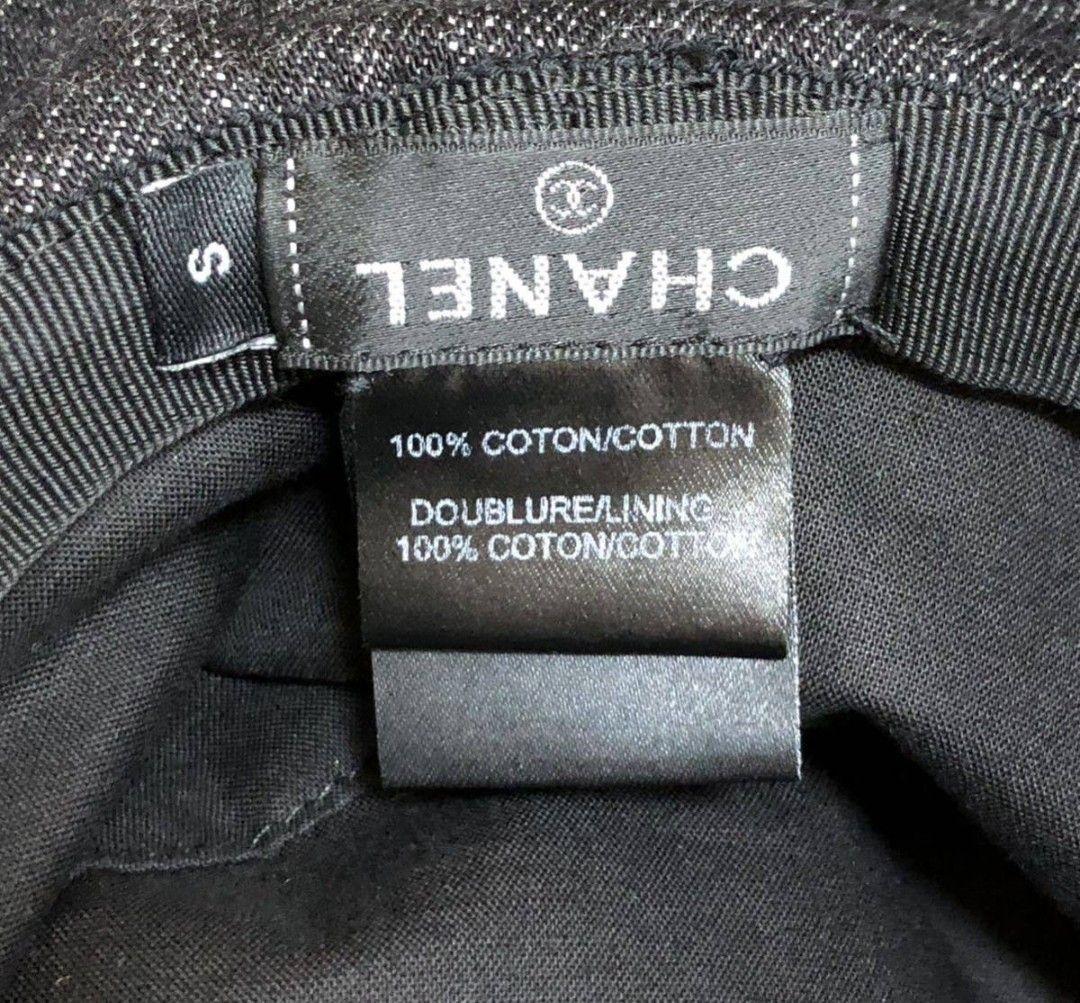 S
CHANEL
100% COTON/COTTON
DOUBLURE/LINING
100% COTON/COTTON